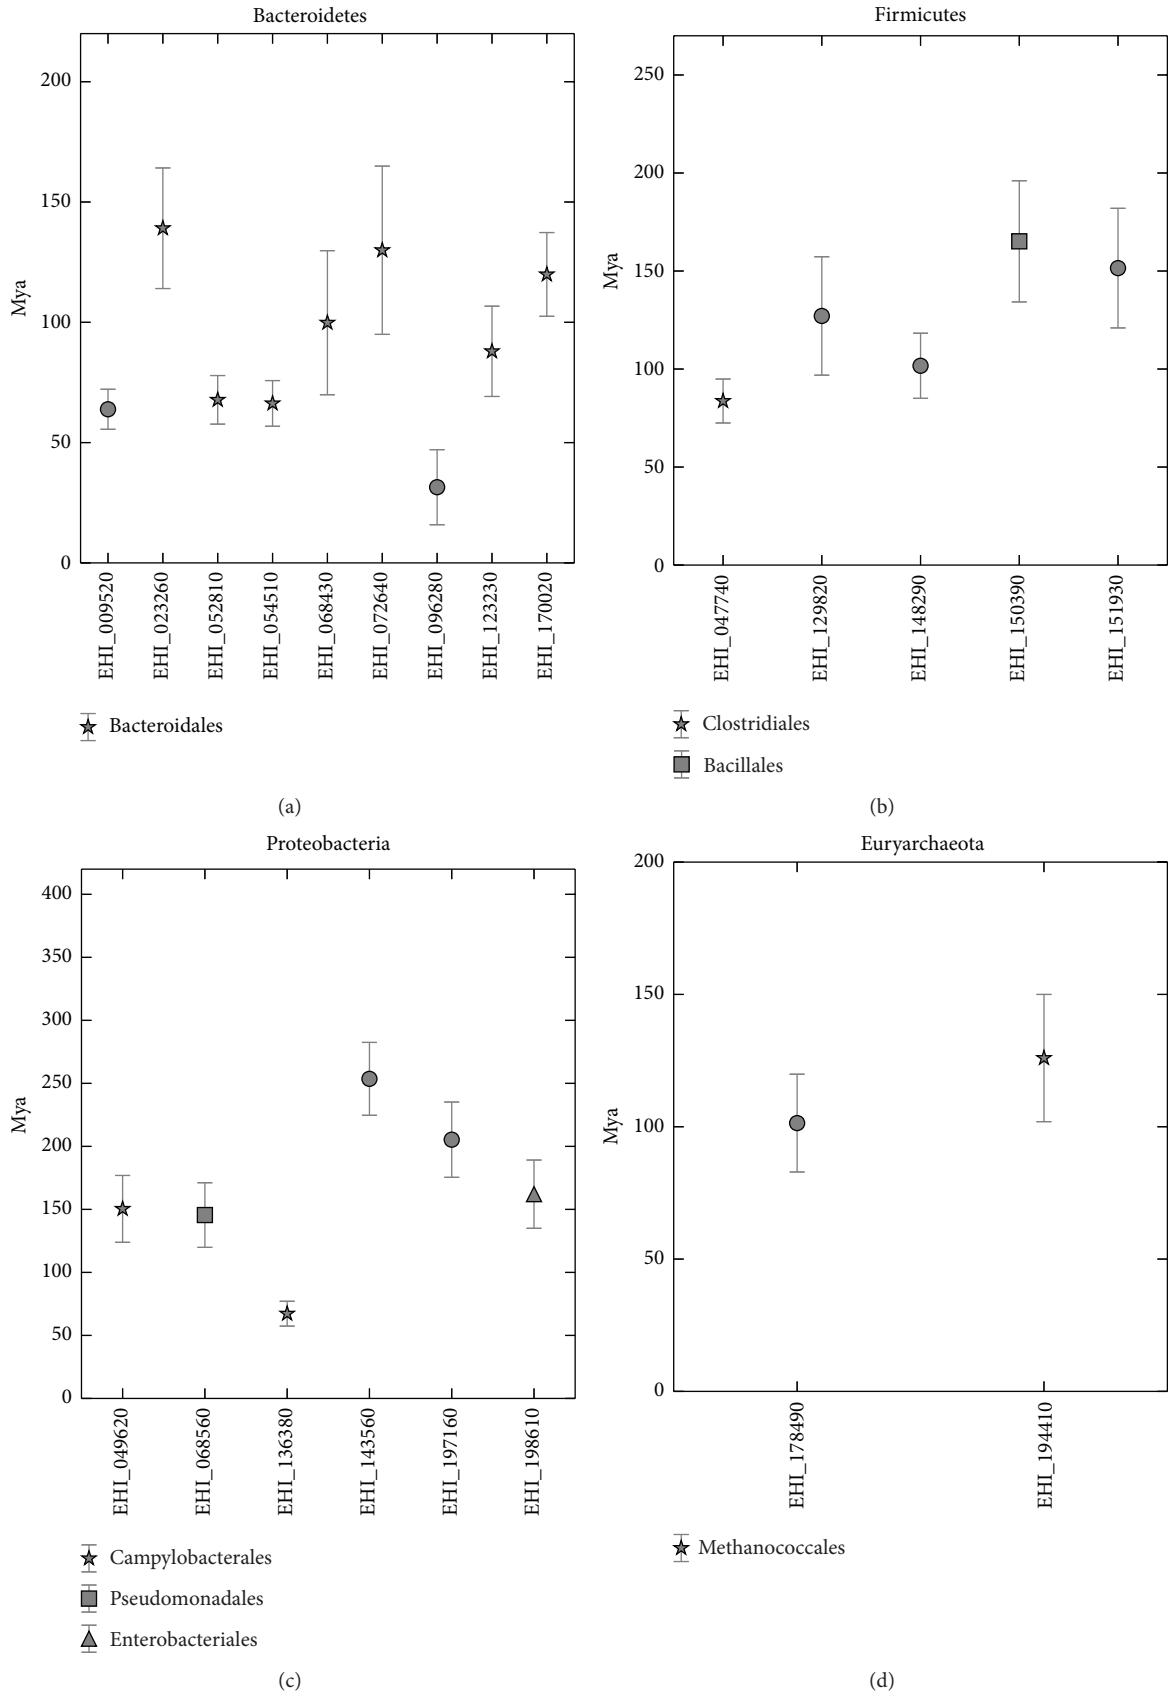 Bacteroidetes
200
150
100
50
0
Mya
EHI_009520
EHI_023260
EHI_052810
EHI_054510
EHI_068430
EHI_072640
EHI_096280
EHI_123230
EHI_170020
Bacteroidales
(a)
Firmicutes
250
200
150
100
50
0
Mya
EHI_047740
EHI_129820
EHI_148290
EHI_150390
EHI_151930
Clostridiales
Bacillales
(b)
Proteobacteria
400
350
300
250
200
150
100
50
0
Mya
EHI_049620
EHI_068560
EHI_136380
EHI_143560
EHI_197160
EHI_198610
Campylobacterales
Pseudomonadales
Enterobacteriales
(c)
Euryarchaeota
200
150
100
50
0
Mya
EHI_178490
EHI_194410
Methanococcales
(d)